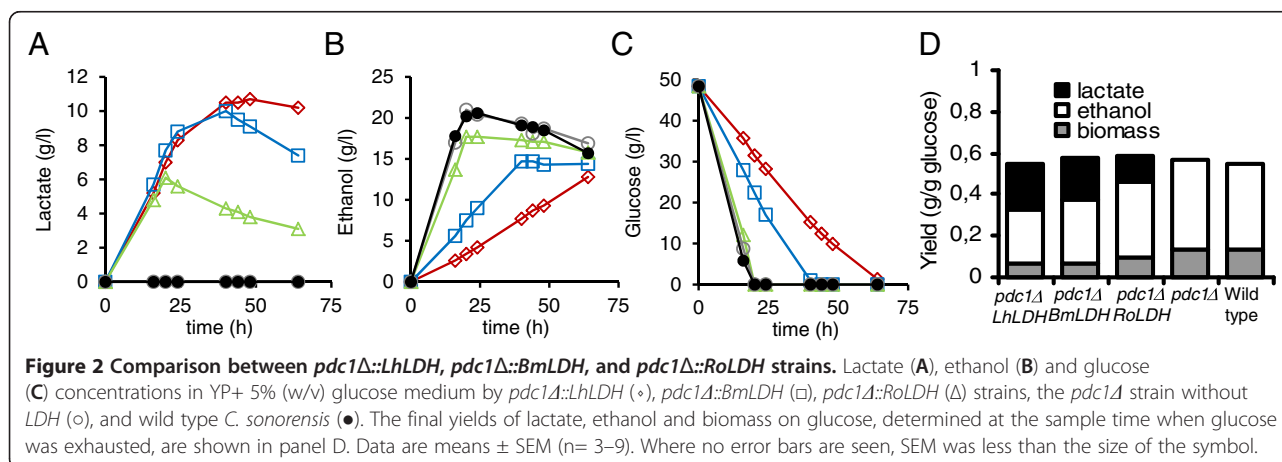 A
B
C
D
Lactate (g/l)
12
10
8
6
4
2
0
0 25 50 75
time (h)
Ethanol (g/l)
25
20
15
10
5
0
0 25 50 75
time (h)
Glucose (g/l)
50
40
30
20
10
0
0 25 50 75
time (h)
Yield (g/g glucose)
1
0,8
0,6
0,4
0,2
0
lactate
ethanol
biomass
pdc1Δ LhLDH
pdc1Δ BmLDH
pdc1Δ RoLDH
pdc1Δ
Wild type
Figure 2 Comparison between pdc1Δ::LhLDH, pdc1Δ::BmLDH, and pdc1Δ::RoLDH strains. Lactate (A), ethanol (B) and glucose
(C) concentrations in YP+ 5% (w/v) glucose medium by pdc1Δ::LhLDH (⋄), pdc1Δ::BmLDH (□), pdc1Δ::RoLDH (Δ) strains, the pdc1Δ strain without
LDH (○), and wild type C. sonorensis (●). The final yields of lactate, ethanol and biomass on glucose, determined at the sample time when glucose
was exhausted, are shown in panel D. Data are means ± SEM (n= 3–9). Where no error bars are seen, SEM was less than the size of the symbol.